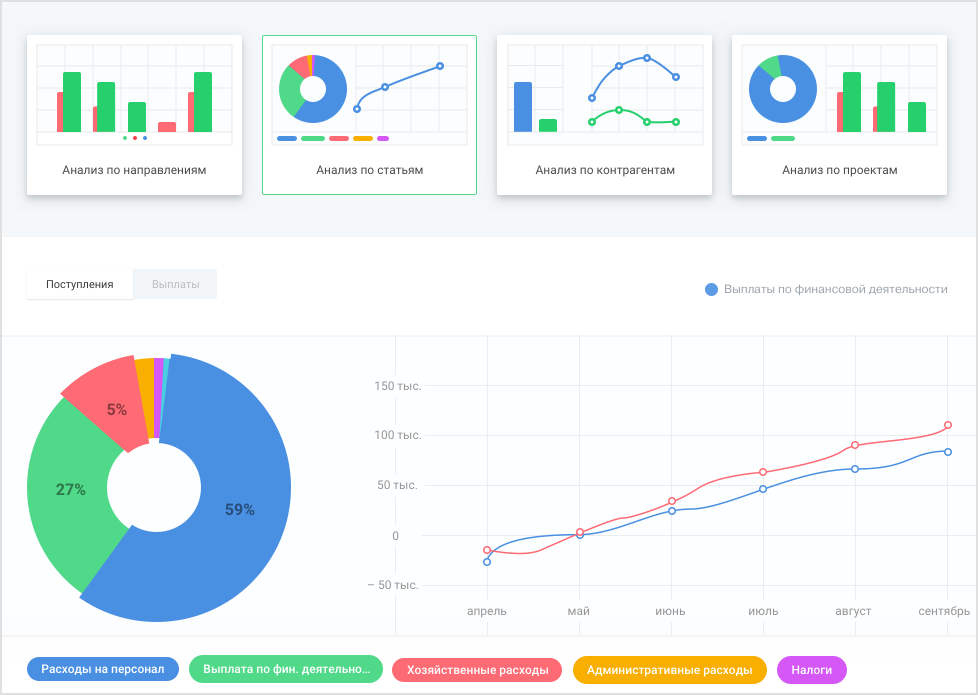 Анализ по направлениям
Анализ по статьям
Анализ по контрагентам
Анализ по проектам
Поступления
Выплаты
Выплаты по финансовой деятельности
5%
27%
59%
150 тыс.
100 тыс.
50 тыс.
0
– 50 тыс.
апрель
май
июнь
июль
август
сентябрь
Расходы на персонал
Выплата по фин. деятельно...
Хозяйственные расходы
Административные расходы
Налоги